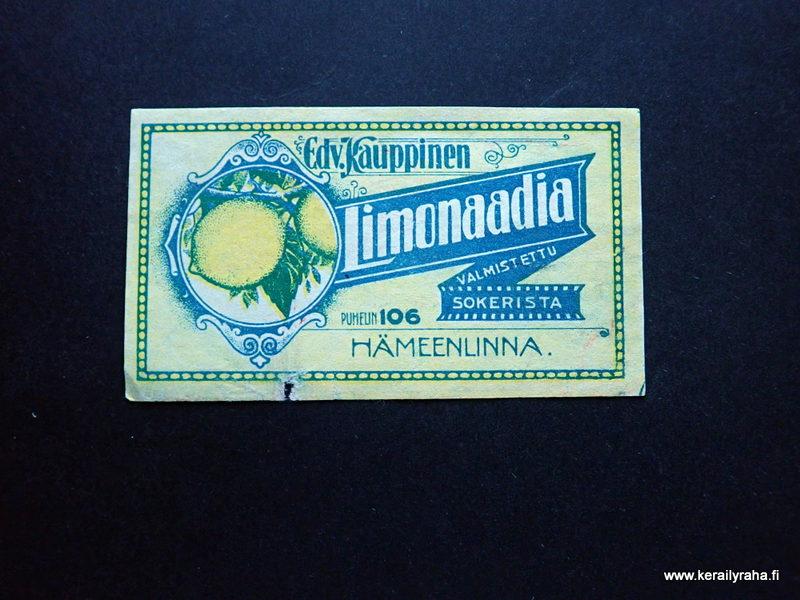 Edv. Kauppinen
Limonaadia
VALMISTETTU
SOKERISTA
PUHELIN 106
HÄMEENLINNA.
www.kerailyraha.fi